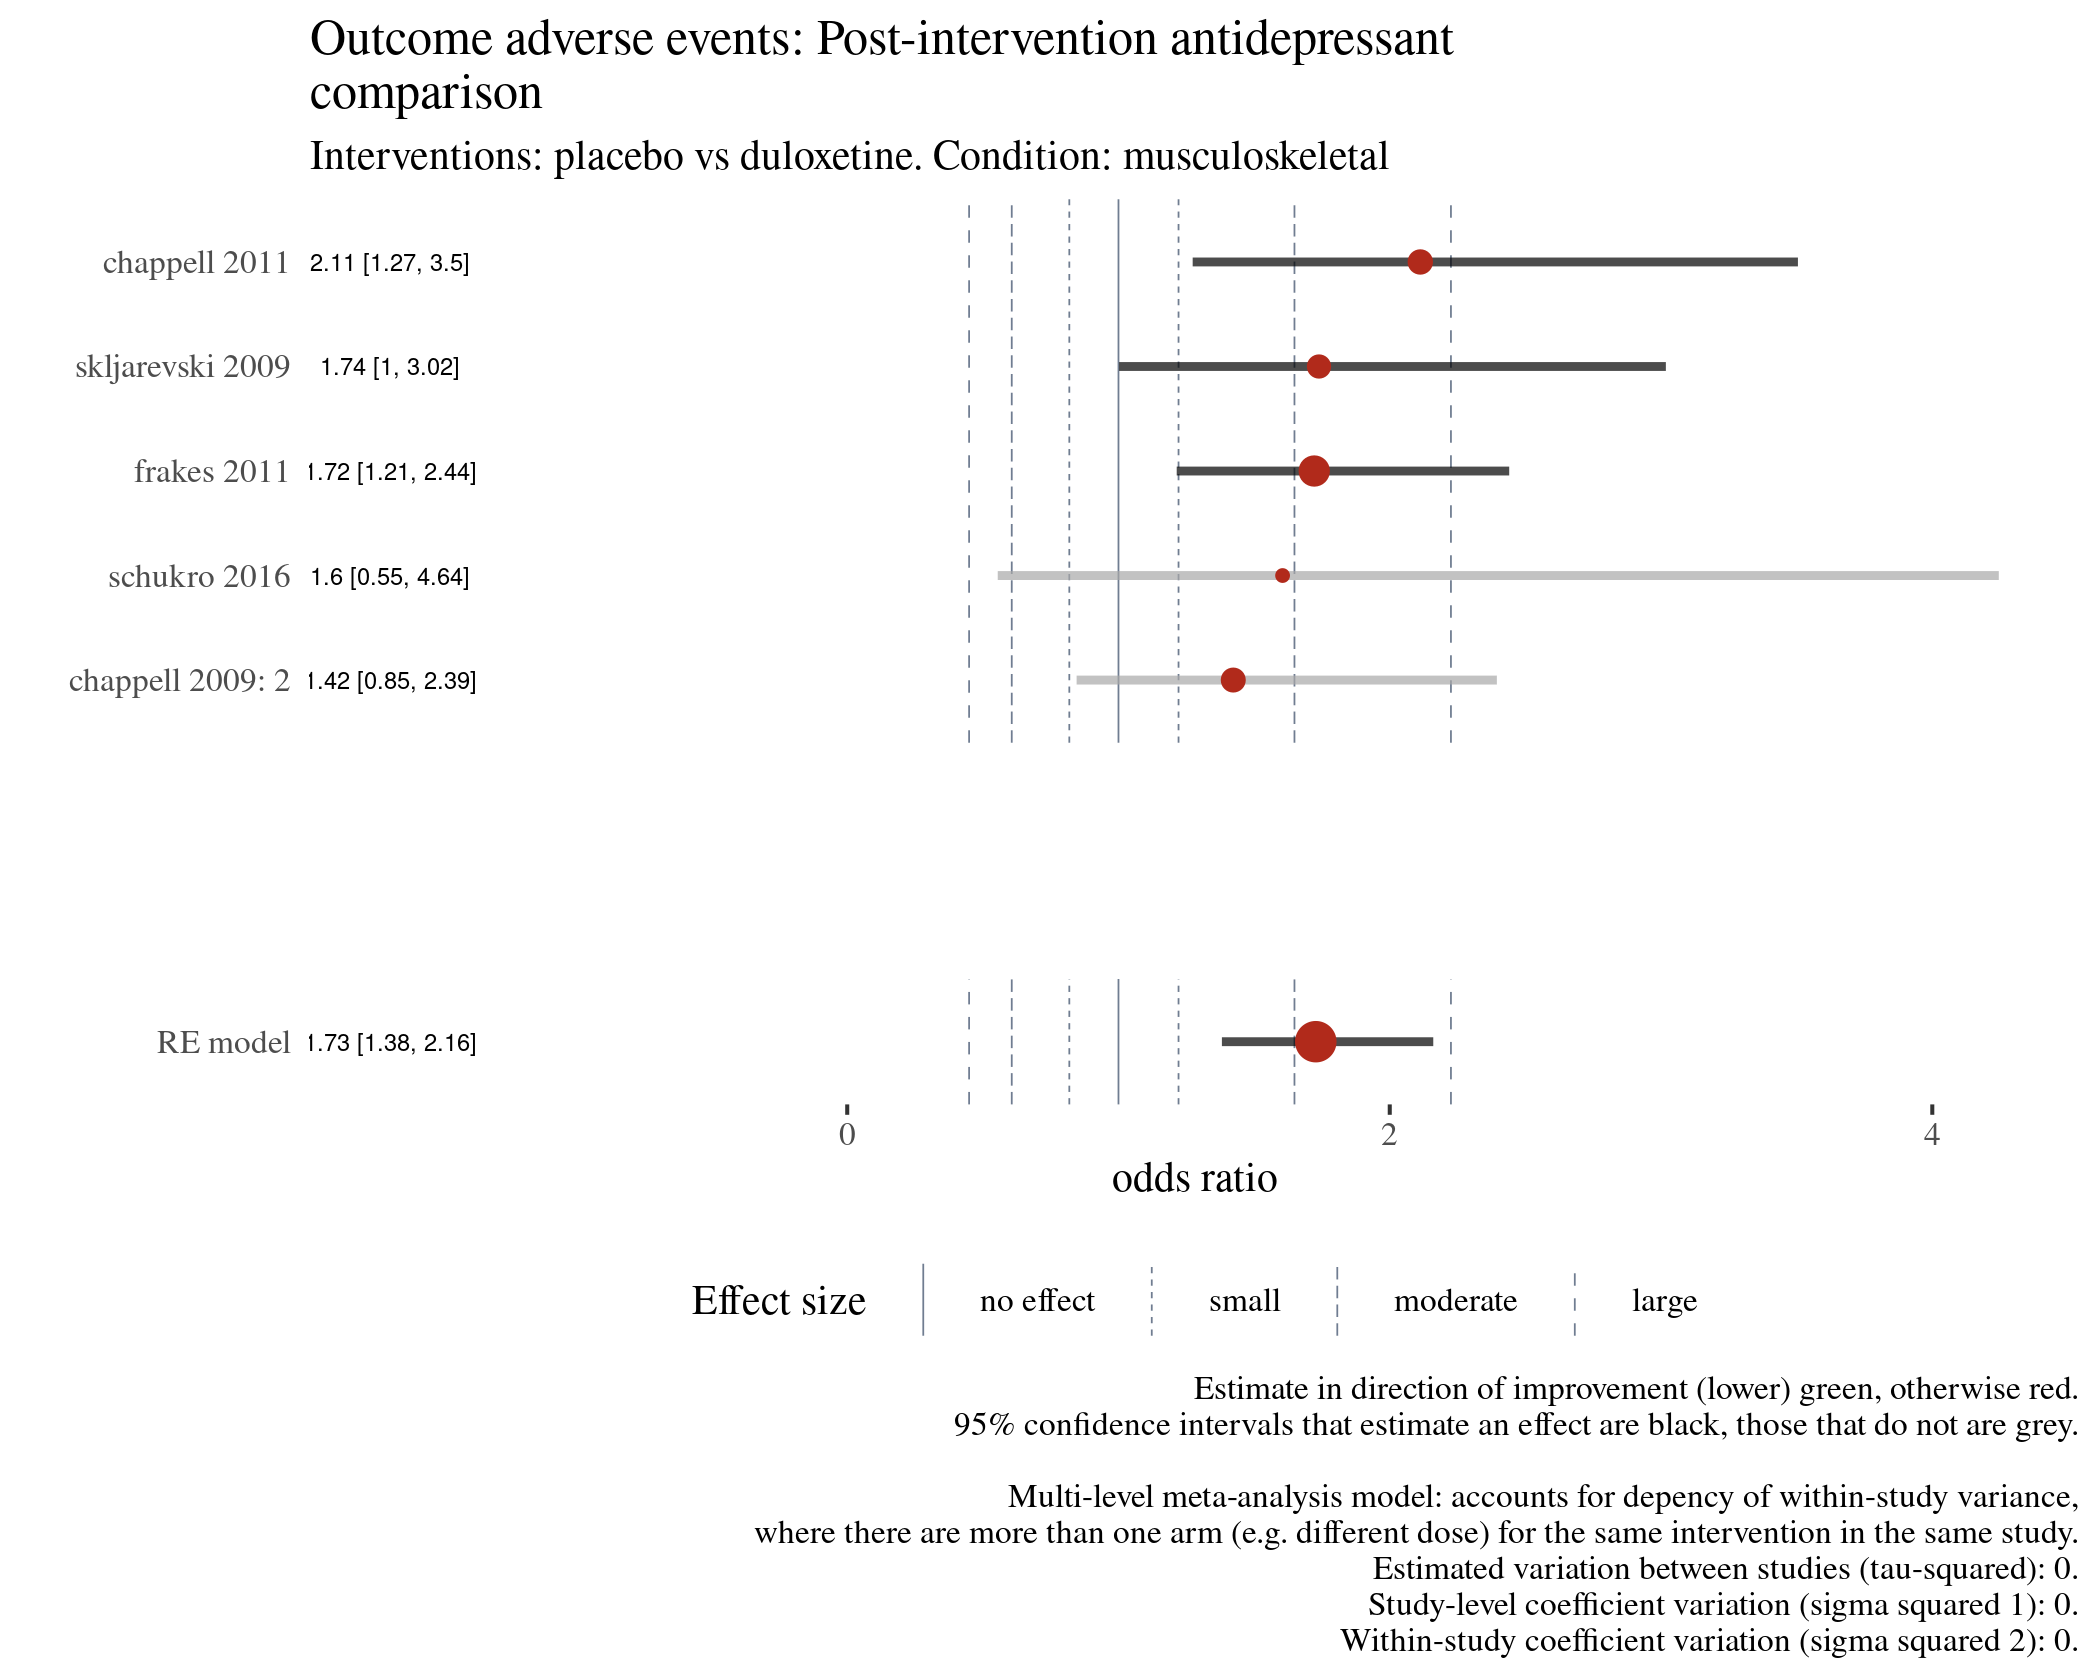 Outcome adverse events: Post-intervention antidepressant
comparison
Interventions: placebo vs duloxetine. Condition: musculoskeletal
chappell 2011 2.11 [1.27, 3.5]
skljarevski 2009 1.74 [1, 3.02]
frakes 2011 1.72 [1.21, 2.44]
schukro 2016 1.6 [0.55, 4.64]
chappell 2009: 2 1.42 [0.85, 2.39]
RE model 1.73 [1.38, 2.16]
0 2 4
odds ratio
Effect size no effect small moderate large
Estimate in direction of improvement (lower) green, otherwise red.
95% confidence intervals that estimate an effect are black, those that do not are grey.
Multi-level meta-analysis model: accounts for depency of within-study variance,
where there are more than one arm (e.g. different dose) for the same intervention in the same study.
Estimated variation between studies (tau-squared): 0.
Study-level coefficient variation (sigma squared 1): 0.
Within-study coefficient variation (sigma squared 2): 0.